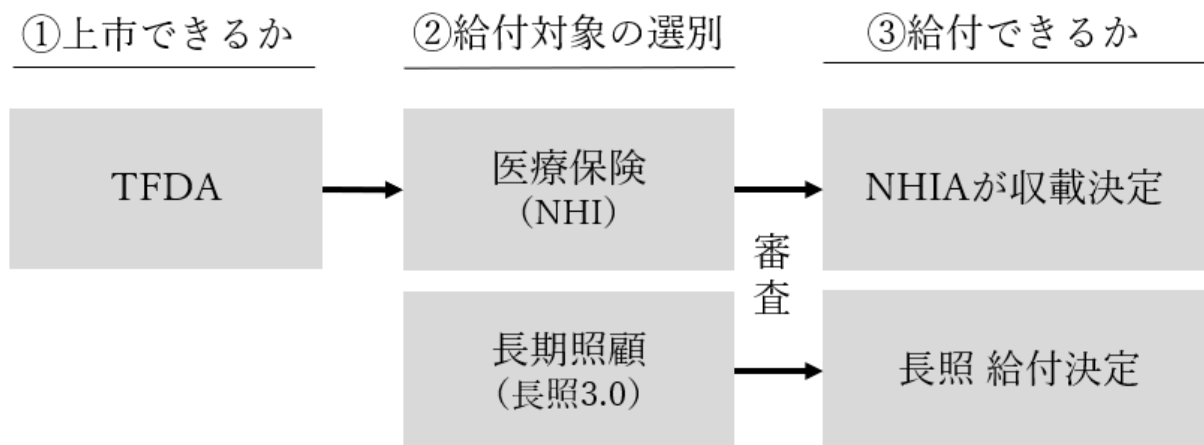 ①上市できるか
②給付対象の選別
③給付できるか
TFDA
医療保険
（NHI）
NHIAが収載決定
審査
長期照顧
（長照3.0）
長照 給付決定